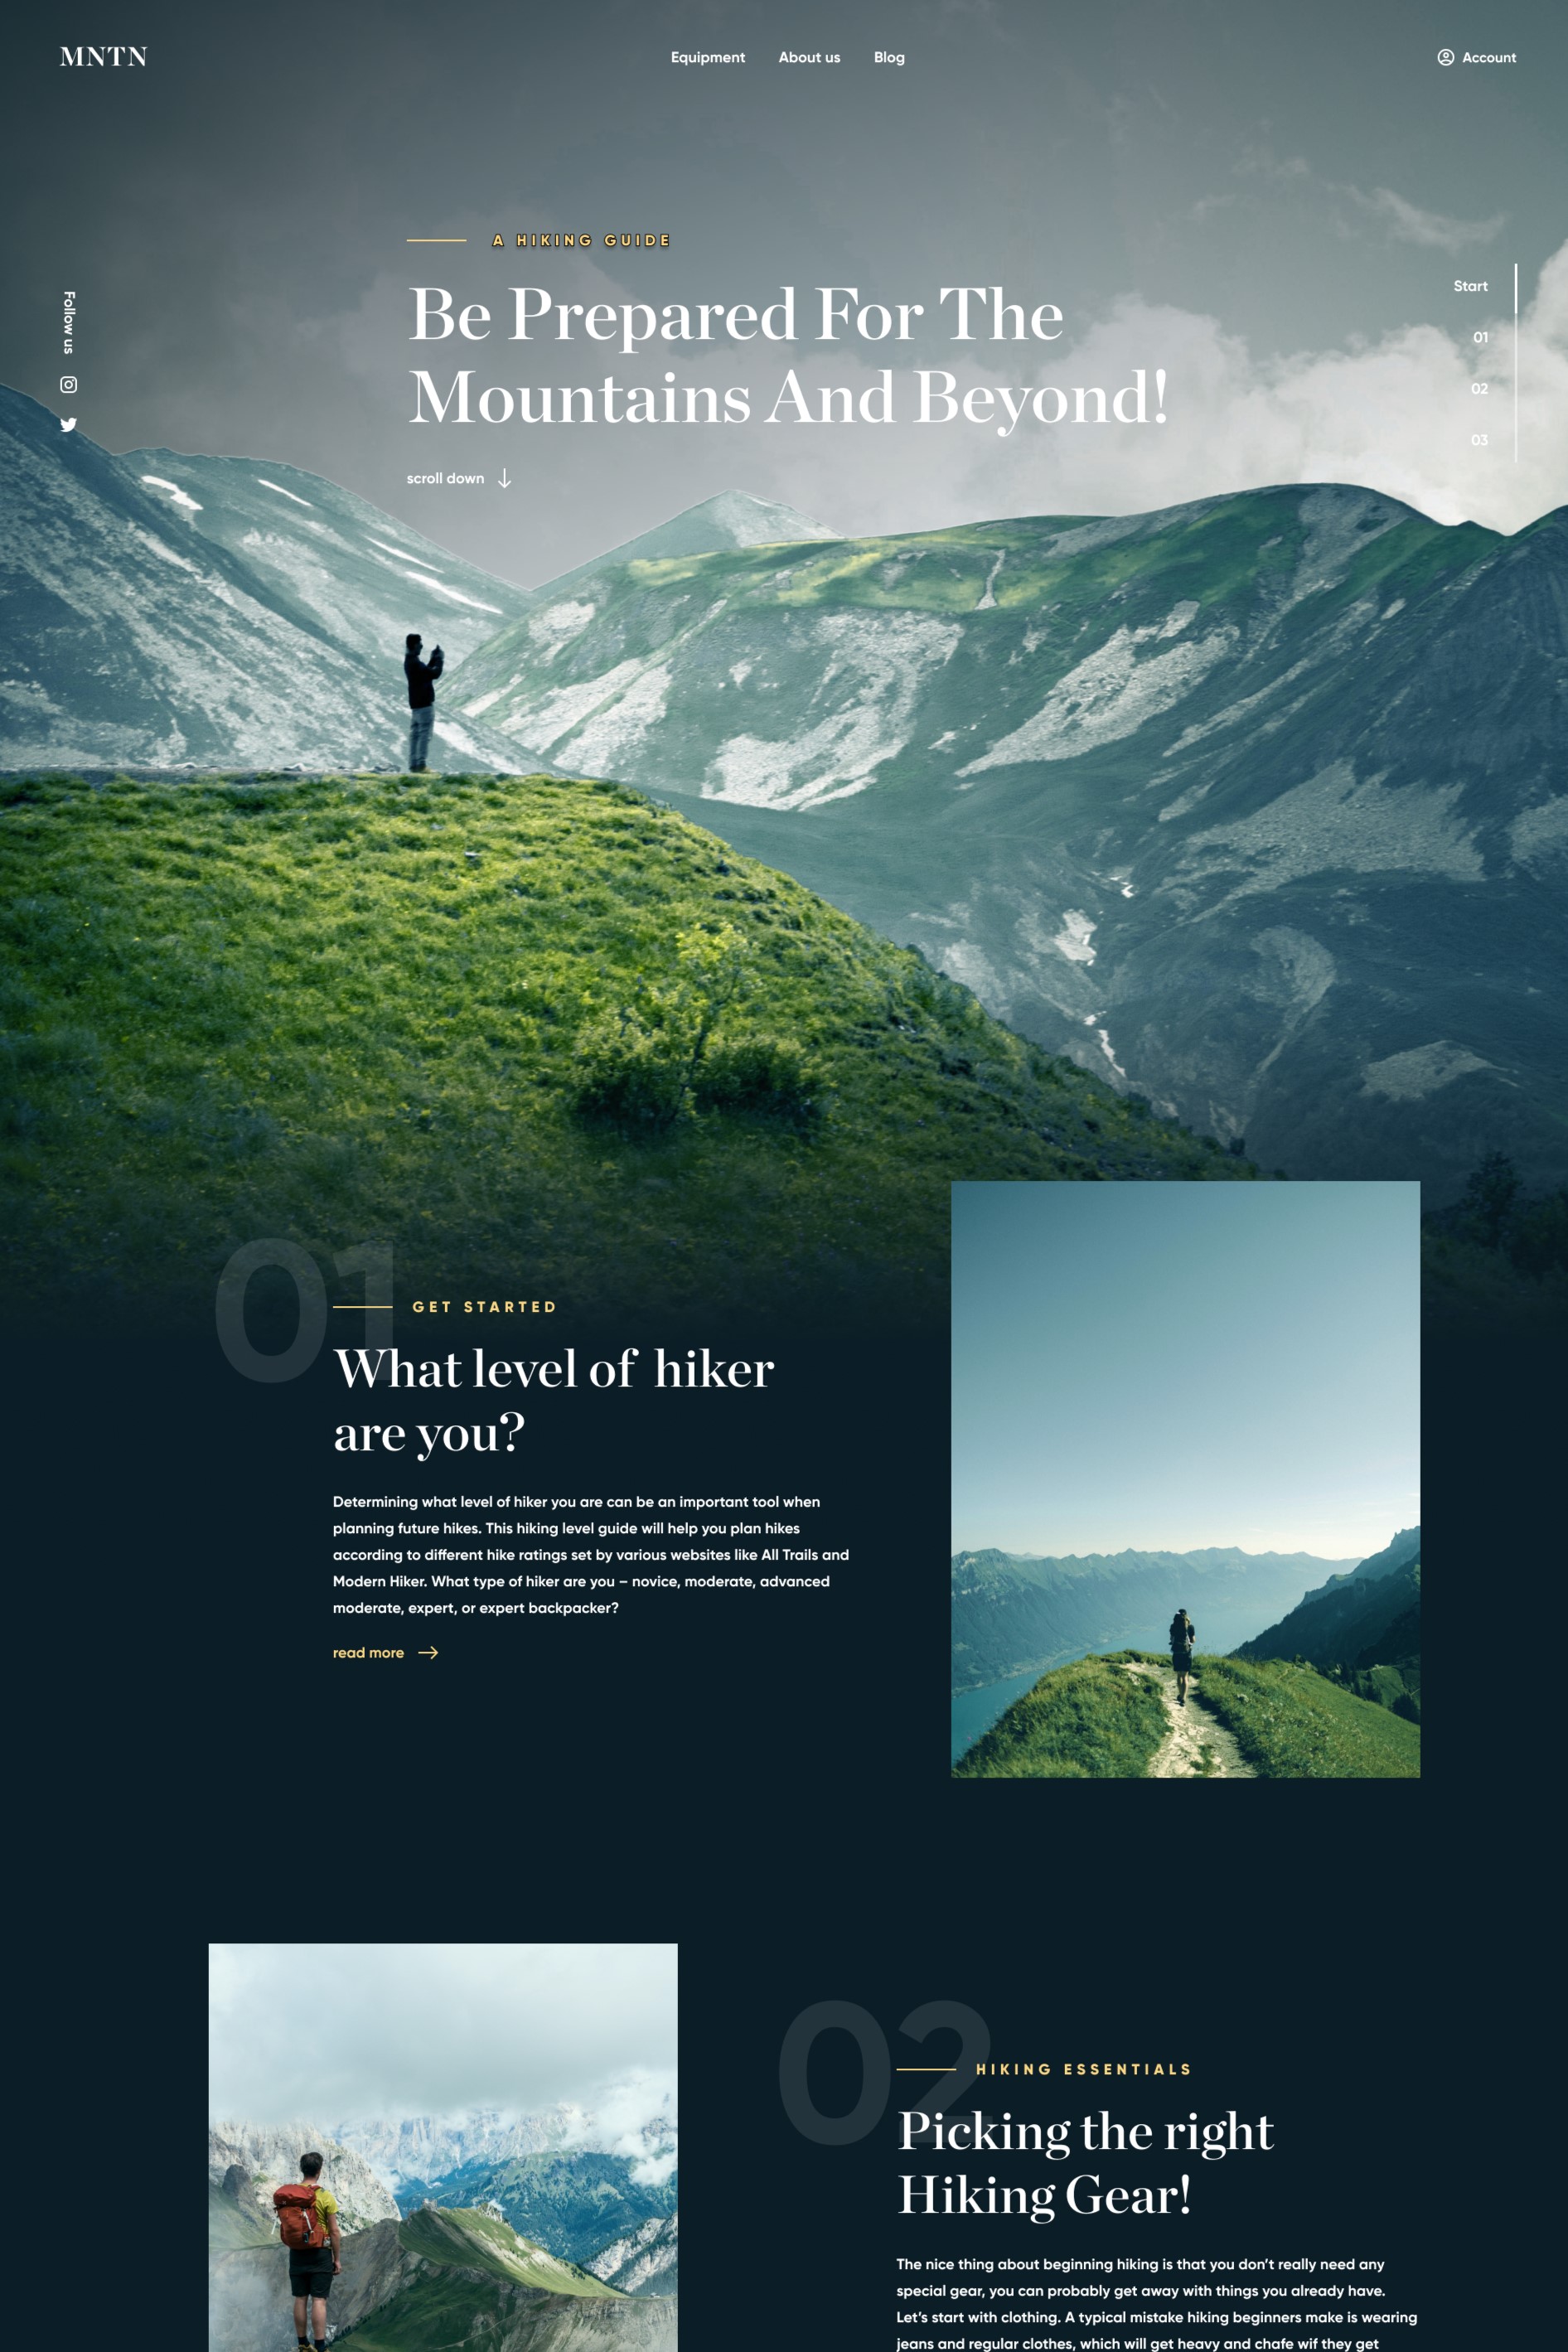 MNTN
Equipment
About us
Blog
Account
A HIKING GUIDE
Be Prepared For The
Mountains And Beyond!
scroll down
Follow us
Start
01
02
03
01
GET STARTED
What level of hiker
are you?
Determining what level of hiker you are can be an important tool when
planning future hikes. This hiking level guide will help you plan hikes
according to different hike ratings set by various websites like All Trails and
Modern Hiker. What type of hiker are you – novice, moderate, advanced
moderate, expert, or expert backpacker?
read more
02
HIKING ESSENTIALS
Picking the right
Hiking Gear!
The nice thing about beginning hiking is that you don’t really need any
special gear, you can probably get away with things you already have.
Let’s start with clothing. A typical mistake hiking beginners make is wearing
jeans and regular clothes, which will get heavy and chafe wif they get